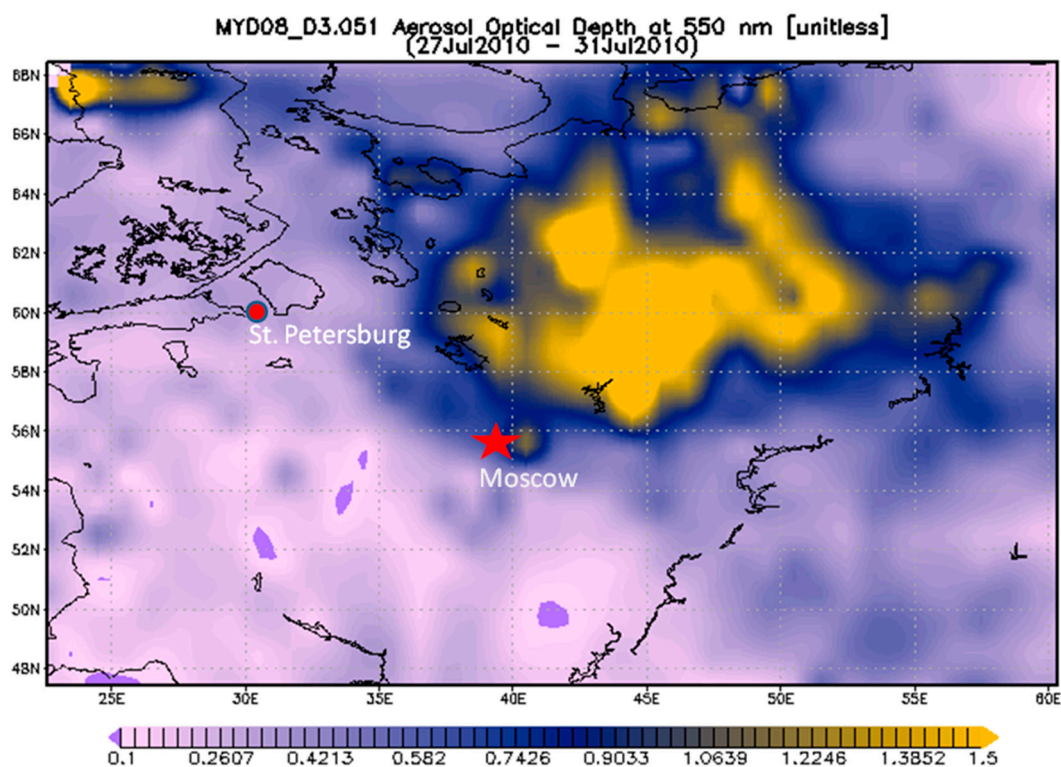 MYD08_D3.051 Aerosol Optical Depth at 550 nm [unitless]
(27Jul2010 – 31Jul2010)
68N
66N
64N
62N
60N
58N
56N
54N
52N
50N
48N
St. Petersburg
Moscow
25E 30E 35E 40E 45E 50E 55E 60E
0.1 0.2607 0.4213 0.582 0.7426 0.9033 1.0639 1.2246 1.3852 1.5